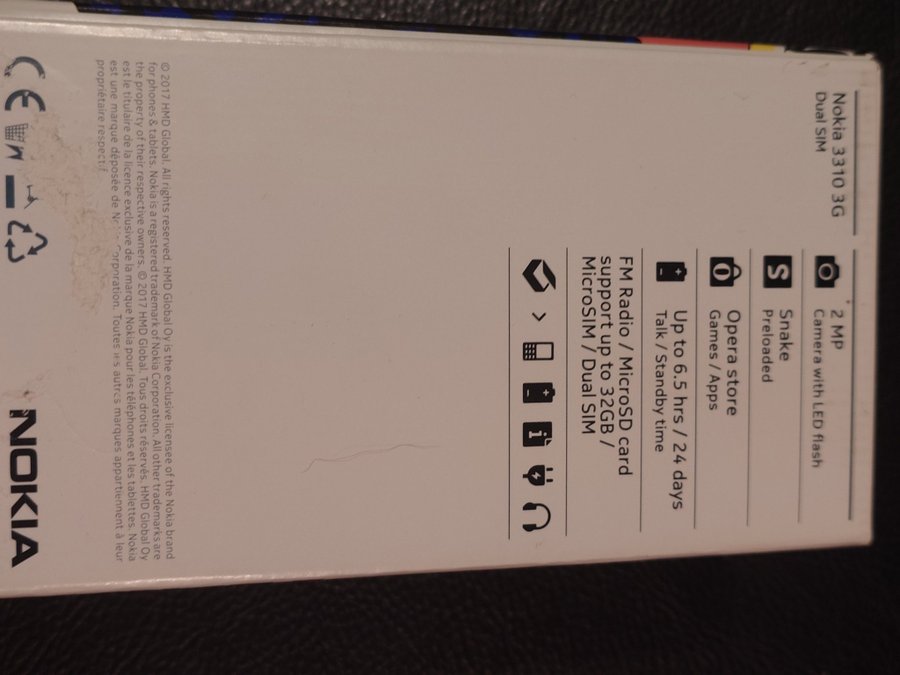 Nokia 3310 3G
Dual SIM
2 MP
Camera with LED flash
S
Snake
Preloaded
Opera store
Games / Apps
Up to 6.5 hrs / 24 days
Talk / Standby time
FM Radio / MicroSD card
support up to 32GB /
MicroSIM / Dual SIM
© 2017 HMD Global. All rights reserved. HMD Global Oy is the exclusive licensee of the Nokia brand
for phones & tablets. Nokia is a registered trademark of Nokia Corporation. All other trademarks are
the property of their respective owners. © 2017 HMD Global. Tous droits réservés. HMD Global Oy
est le titulaire de la licence exclusive de la marque Nokia pour les téléphones et les tablettes. Nokia
est une marque déposée de Nokia Corporation. Toutes les autres marques appartiennent à leur
propriétaire respectif.
CE
NOKIA